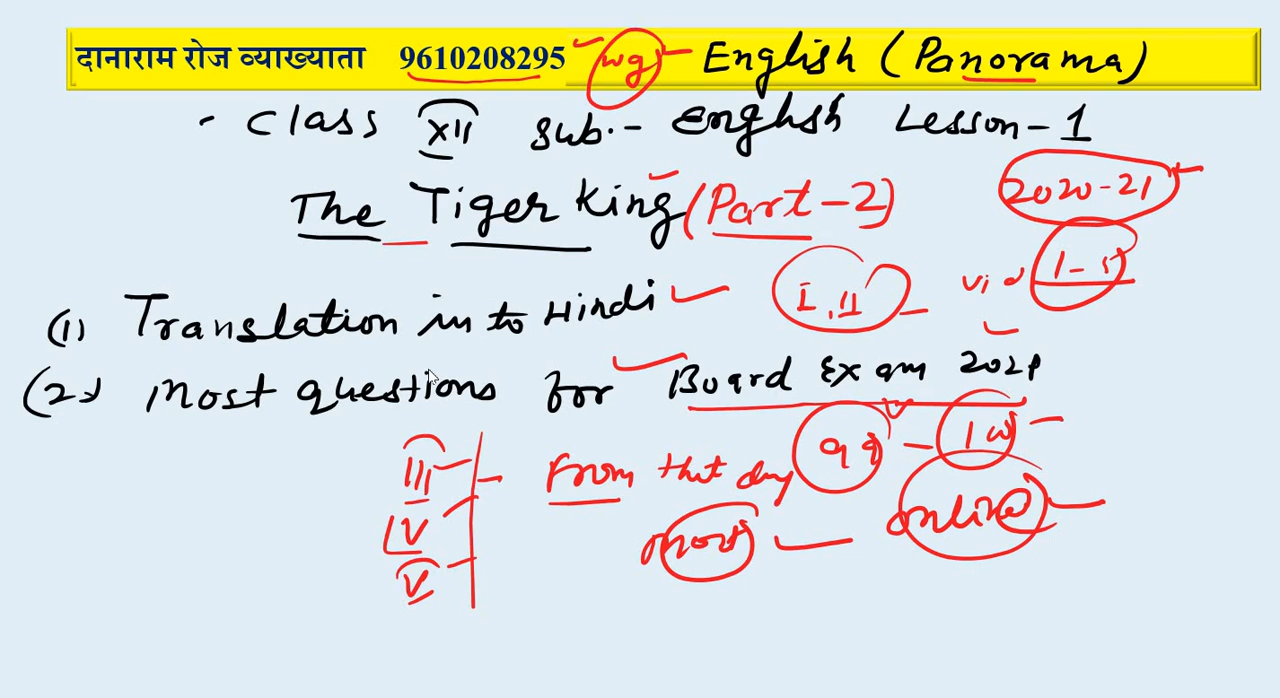 दानाराम रोज व्याख्याता 9610208295 wg English (Panorama)
Class XII Sub.- English Lesson-1
The Tiger King (Part-2) 2020-21
(1) Translation in to Hindi I, II vid 1-5
(2) Most questions for Board Exam 2021
III From that day 99
IV most online
V